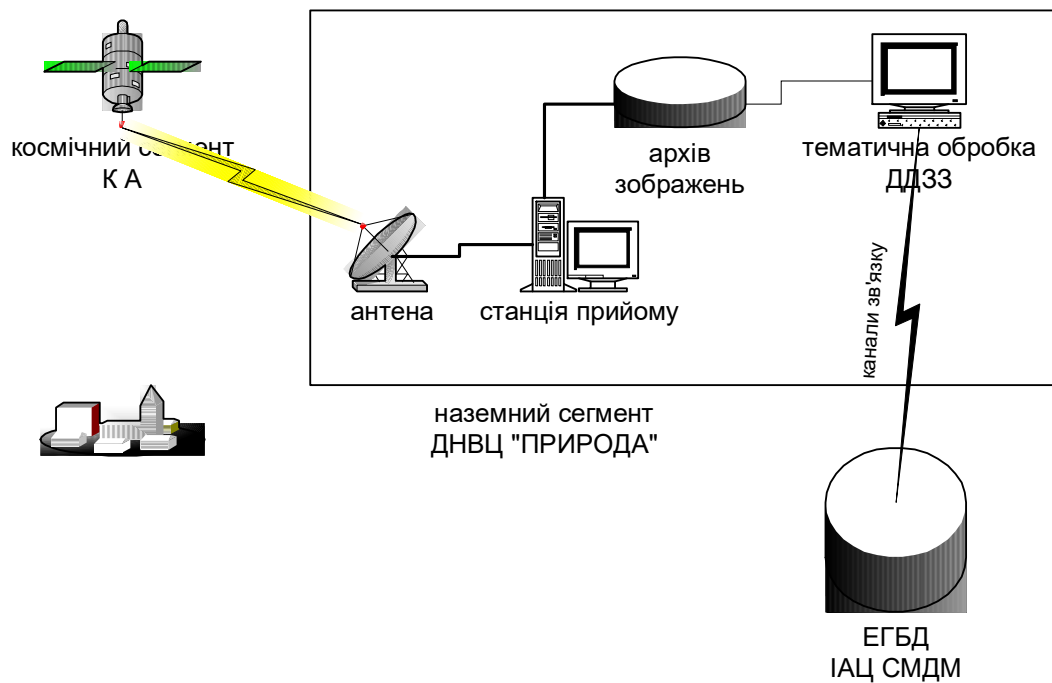 космічний сегмент
К А
антена
станція прийому
архів
зображень
тематична обробка
ДДЗЗ
канали зв'язку
наземний сегмент
ДНВЦ "ПРИРОДА"
ЕГБД
ІАЦ СМДМ